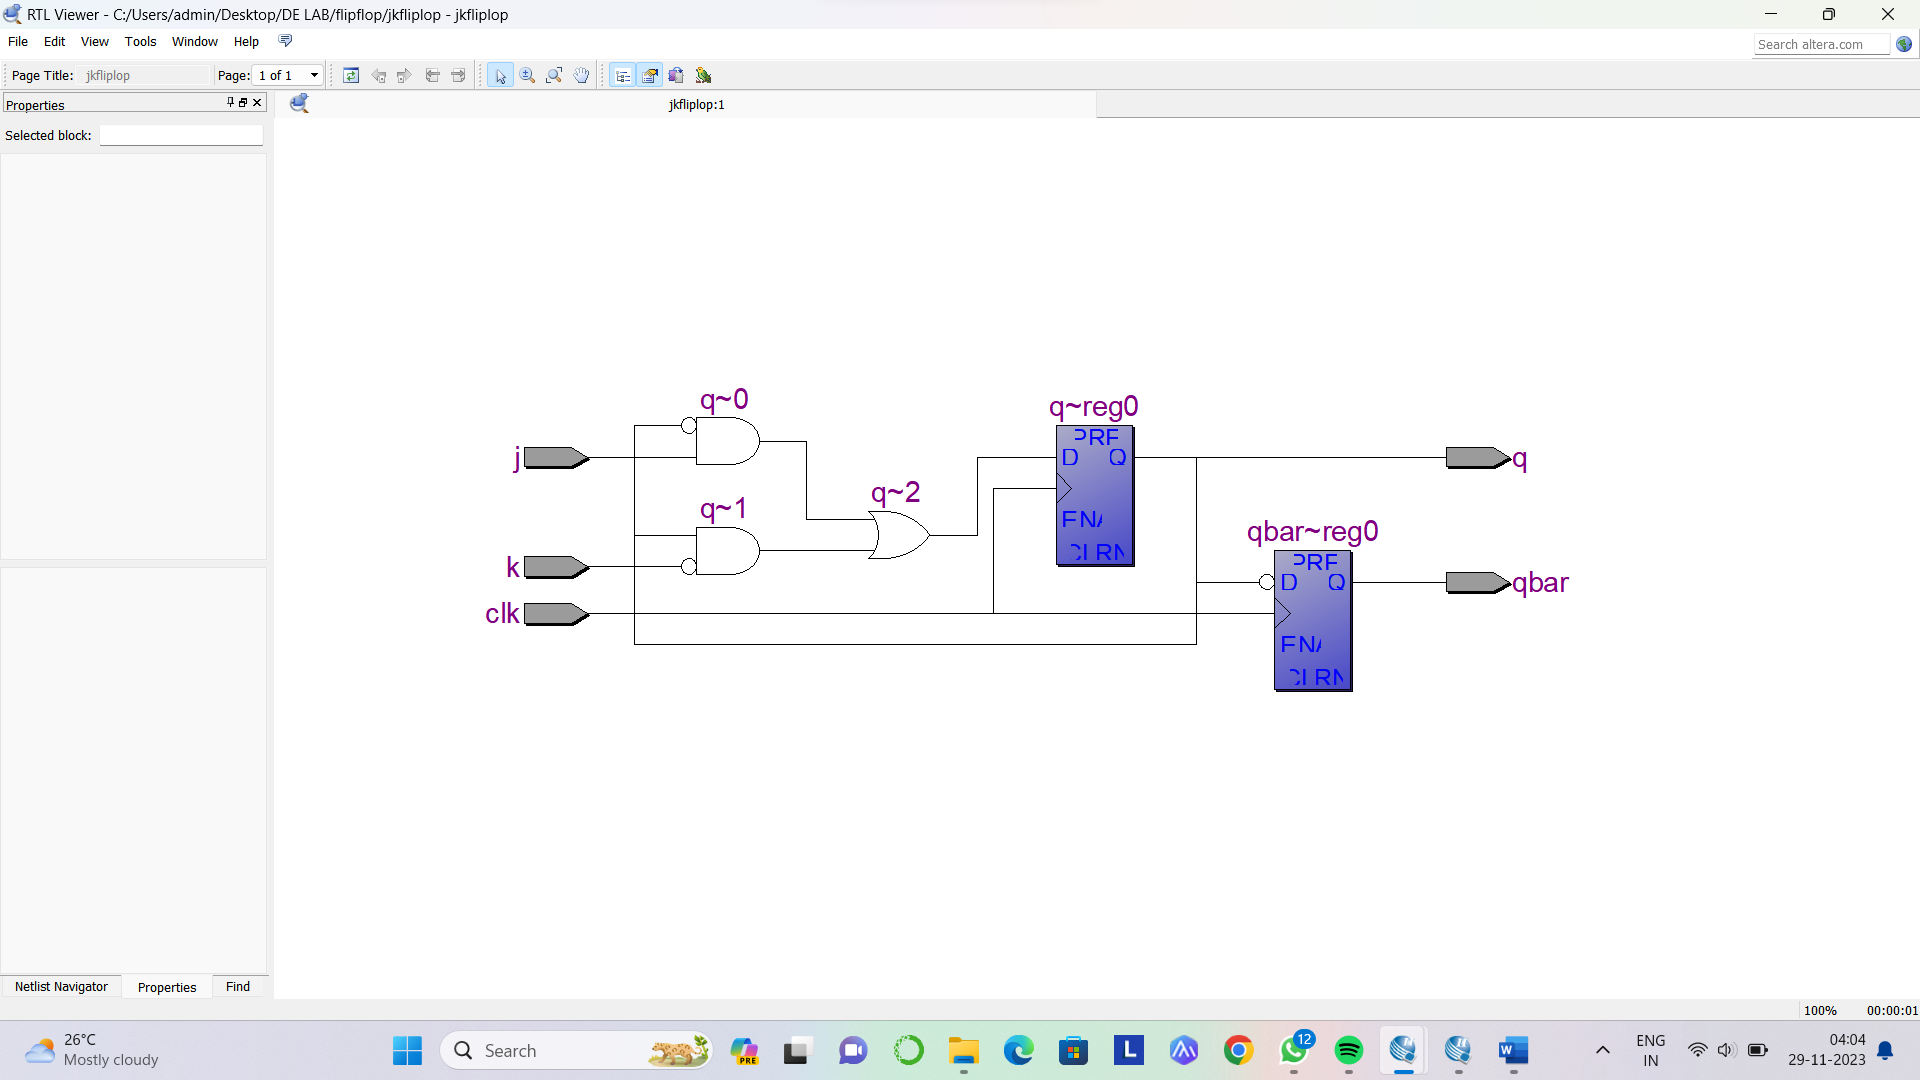 RTL Viewer - C:/Users/admin/Desktop/DE LAB/flipflop/jkfliplop - jkfliplop
File Edit View Tools Window Help
Search altera.com
Page Title: jkfliplop Page: 1 of 1
Properties
jkfliplop:1
Selected block:
q~0
q~reg0
PRE
j
D Q
q
q~2
q~1
ENA
qbar~reg0
CLRN
PRE
k
D Q
qbar
clk
ENA
CLRN
Netlist Navigator Properties Find
100% 00:00:01
26°C
Mostly cloudy
Search
PRE
L
12
W
ENG
IN
04:04
29-11-2023